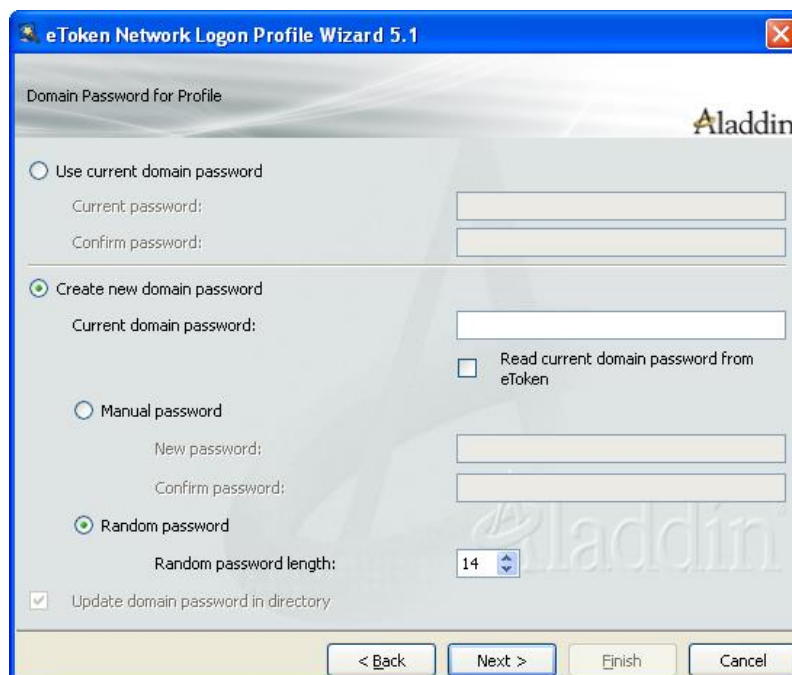 eToken Network Logon Profile Wizard 5.1
Domain Password for Profile
Aladdin
Use current domain password
Current password:
Confirm password:
Create new domain password
Current domain password:
Read current domain password from
eToken
Manual password
New password:
Confirm password:
Random password
Aladdin
Random password length:
14
Update domain password in directory
< Back
Next >
Finish
Cancel